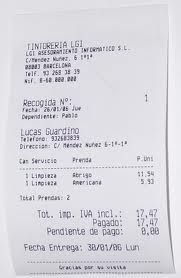 TINTORERIA LGI
LGI ASESORAMIENTO INFORMATICO S.L.
C/Mendez Nuñez 6 1º1ª
08003 BARCELONA
Telf. 93 268 38 39
Nif. B-60.000.000
Recogida Nº: 1
Fecha: 26/01/06 Jue
Dependiente: Pablo
Lucas Guardino
Telefono: 932683839
Direccion: C/ Méndez Nuñez 6-1º-1ª
Can Servicio Prenda P.Uni
1 Limpieza Abrigo 11.54
1 Limpieza Americana 5.93
Total Prendas: 2
Tot. imp. IVA incl.: 17,47
Pagado: 17,47
Pendiente de pago: 0,00
Fecha Entrega: 30/01/06 Lun
Gracias por su visita